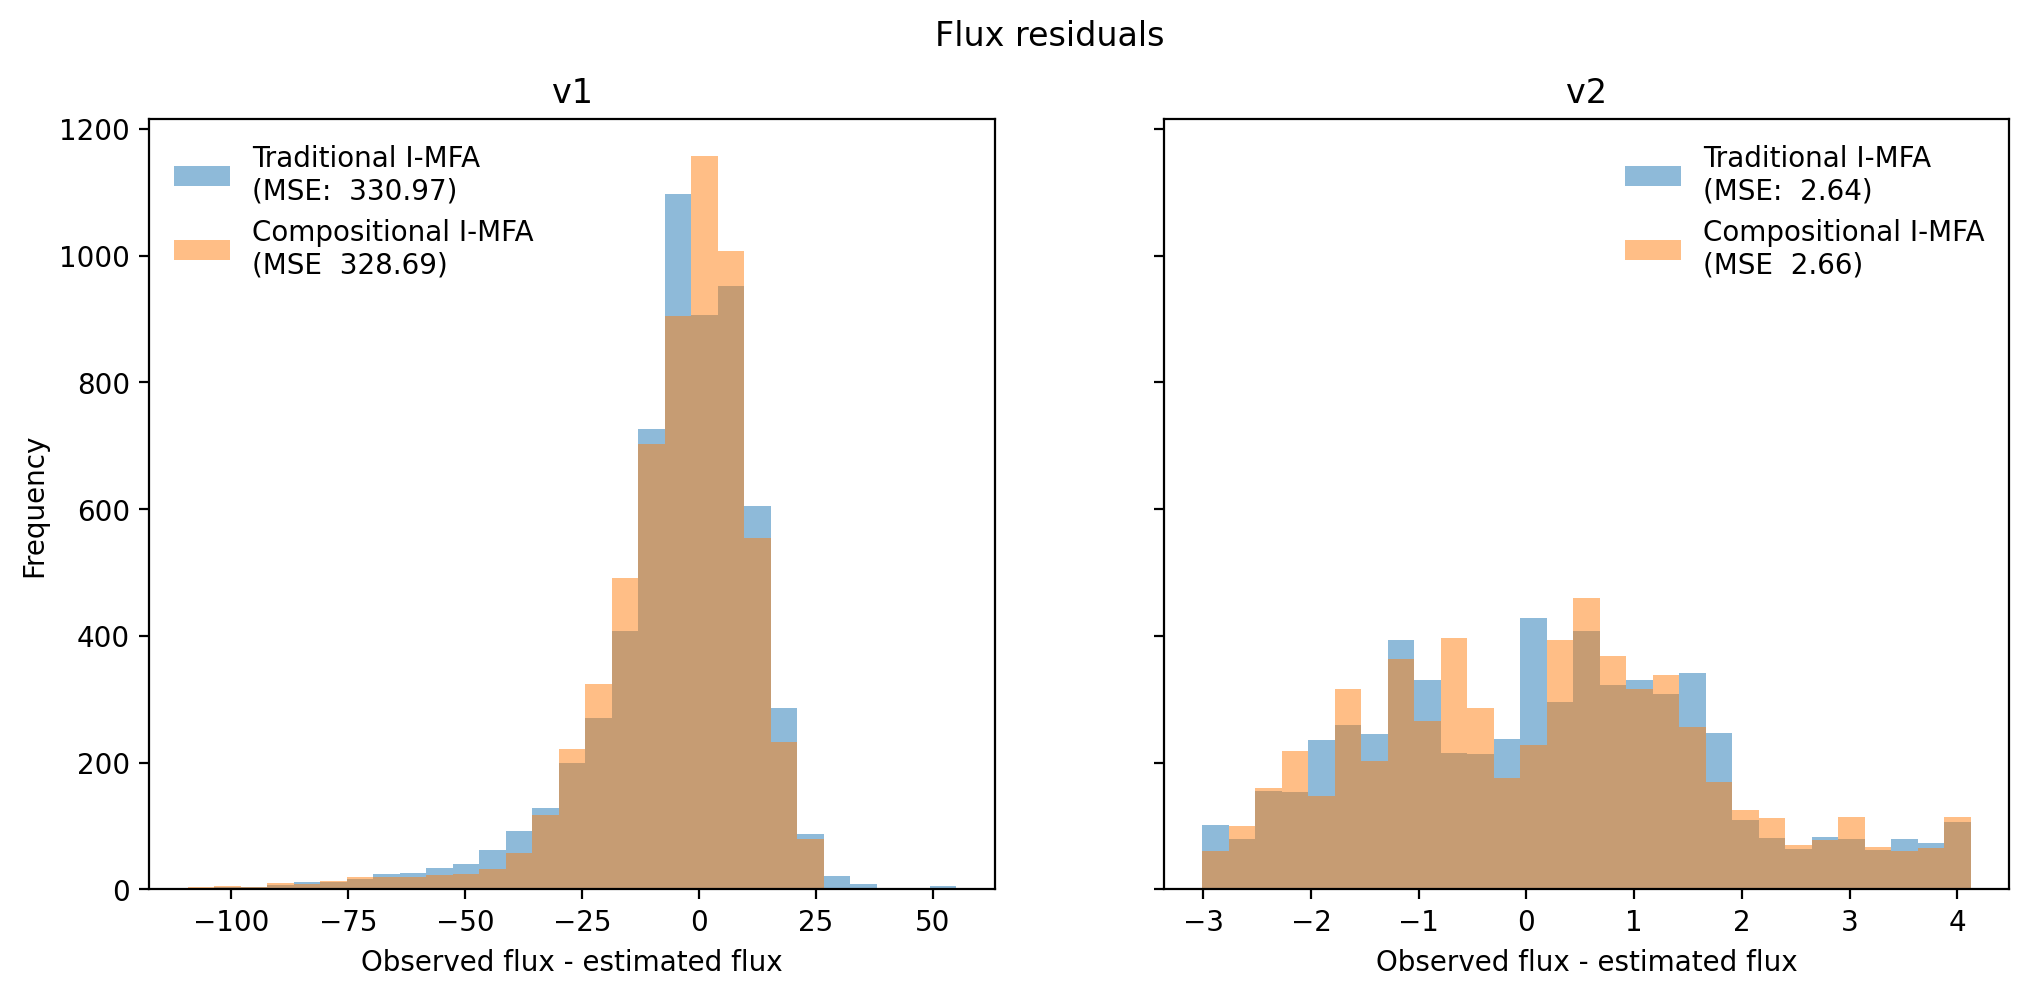 Flux residuals
v1
1200
1000
800
600
400
200
0
Frequency
Traditional I-MFA
(MSE:  330.97)
Compositional I-MFA
(MSE  328.69)
−100
−75
−50
−25
0
25
50
Observed flux - estimated flux
v2
Traditional I-MFA
(MSE:  2.64)
Compositional I-MFA
(MSE  2.66)
−3
−2
−1
0
1
2
3
4
Observed flux - estimated flux